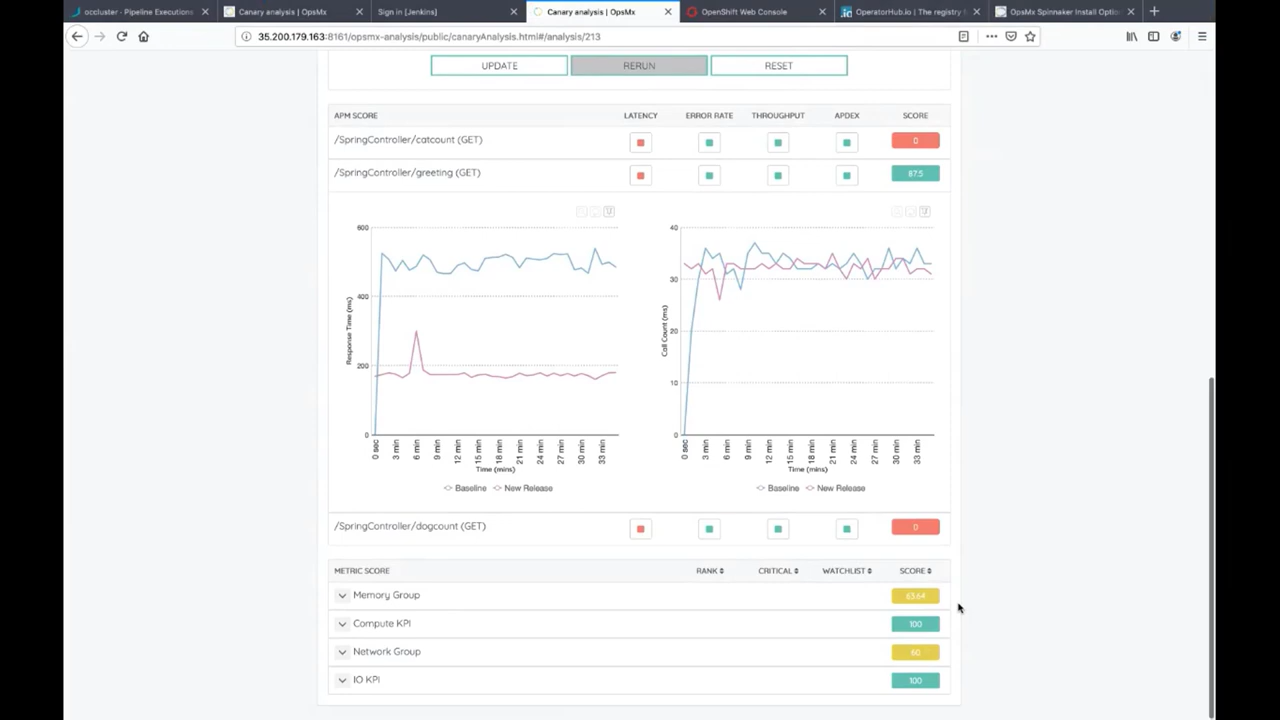 occluster - Pipeline Executions
Canary analysis | OpsMx
Sign in [Jenkins]
Canary analysis | OpsMx
OpenShift Web Console
OperatorHub.io | The registry f
OpsMx Spinnaker Install Optio
35.200.179.163:8161/opsmx-analysis/public/canaryAnalysis.html#/analysis/213
UPDATE RERUN RESET
APM SCORE LATENCY ERROR RATE THROUGHPUT APDEX SCORE
/SpringController/catcount (GET) 0
/SpringController/greeting (GET) 87.5
600
400
200
0
Response Time (ms)
0 sec 3 min 6 min 9 min 12 min 15 min 18 min 21 min 24 min 27 min 30 min 33 min
Time (mins)
Baseline New Release
40
30
20
10
0
Call Count (ms)
0 sec 3 min 6 min 9 min 12 min 15 min 18 min 21 min 24 min 27 min 30 min 33 min
Time (mins)
Baseline New Release
/SpringController/dogcount (GET) 0
METRIC SCORE RANK CRITICAL WATCHLIST SCORE
Memory Group 63.64
Compute KPI 100
Network Group 60
IO KPI 100